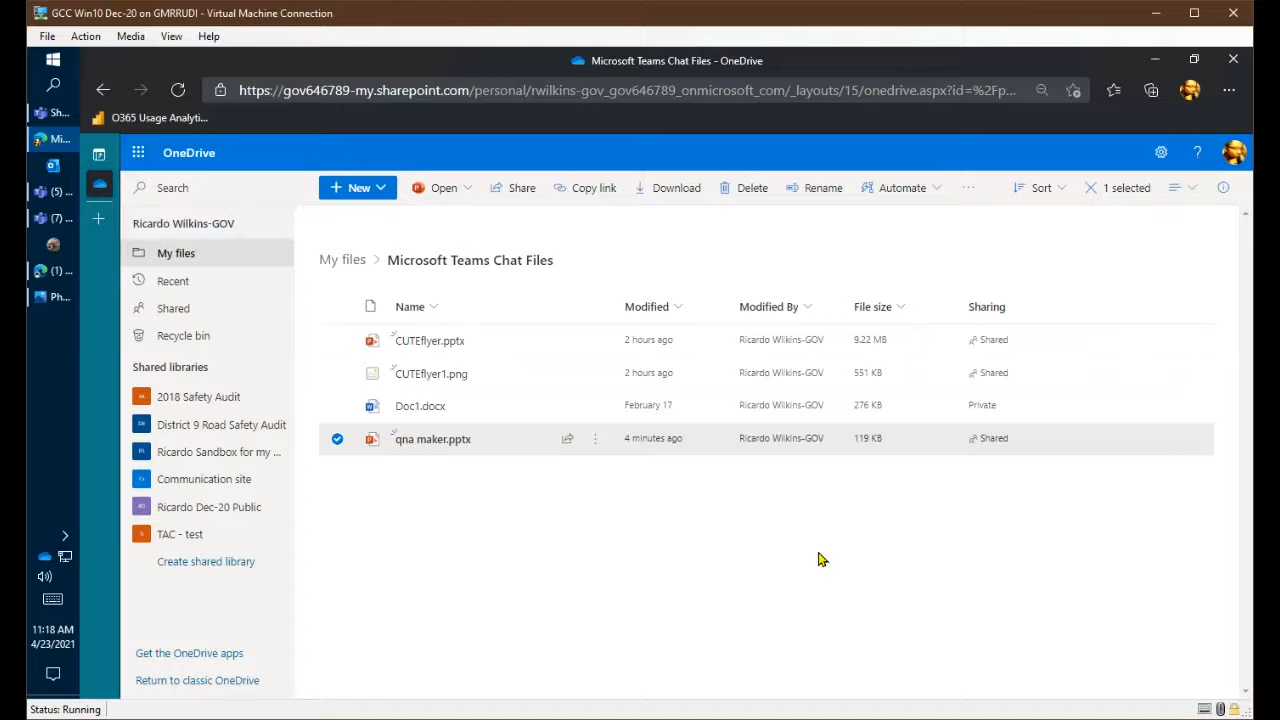 GCC Win10 Dec-20 on GMRRUD! - Virtual Machine Connection
File Action Media View Help
Microsoft Teams Chat Files - OneDrive
https://gov646789-my.sharepoint.com/personal/rwilkins-gov_gov646789_onmicrosoft_com/_layouts/15/onedrive.aspx?id=%2Fp...
O365 Usage Analyti...
OneDrive
Search
New Open Share Copy link Download Delete Rename Automate ... Sort 1 selected
Ricardo Wilkins-GOV
My files
Recent
Shared
Recycle bin
Shared libraries
2018 Safety Audit
District 9 Road Safety Audit
Ricardo Sandbox for my ...
Communication site
Ricardo Dec-20 Public
TAC - test
Create shared library
Get the OneDrive apps
Return to classic OneDrive
My files > Microsoft Teams Chat Files
Name Modified Modified By File size Sharing
CUTEflyer.pptx 2 hours ago Ricardo Wilkins-GOV 9.22 MB Shared
CUTEflyer1.png 2 hours ago Ricardo Wilkins-GOV 551 KB Shared
Doc1.docx February 17 Ricardo Wilkins-GOV 276 KB Private
qna maker.pptx 4 minutes ago Ricardo Wilkins-GOV 119 KB Shared
Sh...
Mi...
(5) ...
(7) ...
(1) ...
Ph...
11:18 AM
4/23/2021
Status: Running